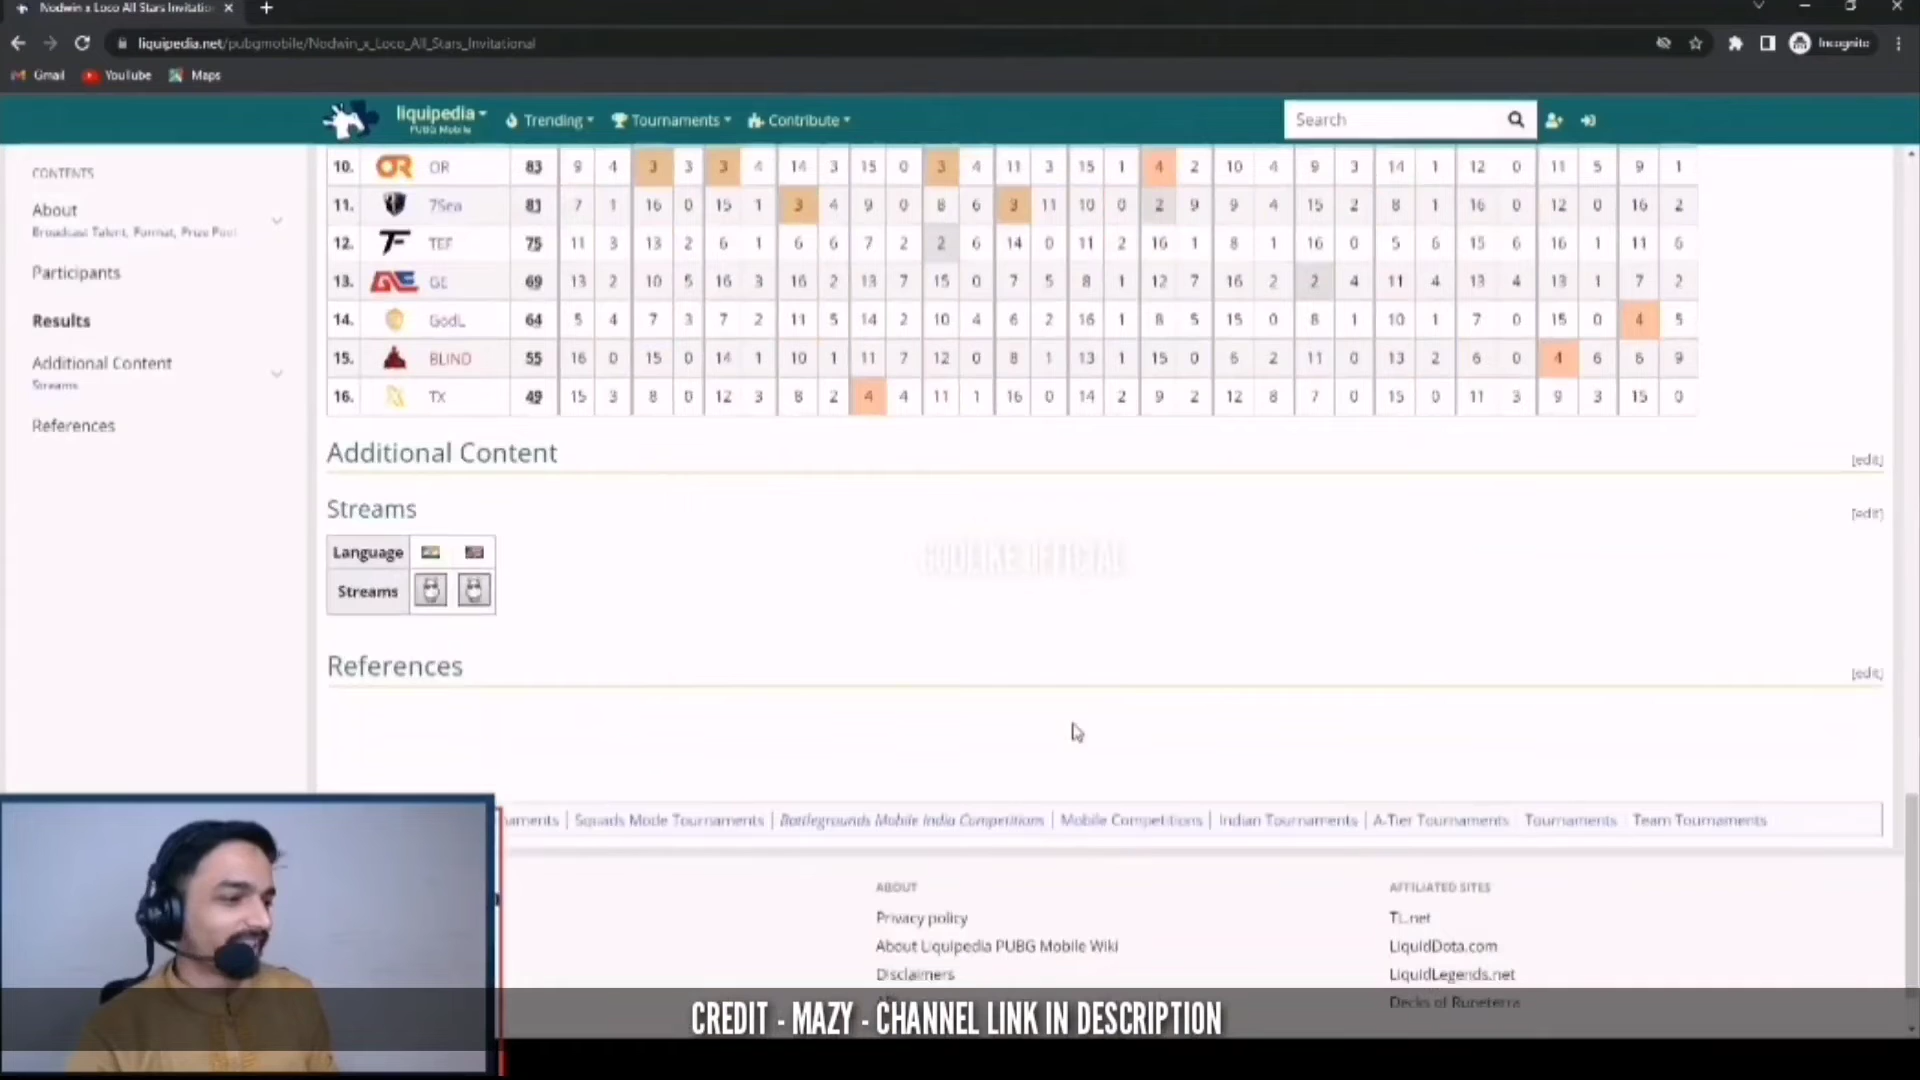 Nodwin x Loco All Stars Invitatio
liquipedia.net/pubgmobile/Nodwin_x_Loco_All_Stars_Invitational
Incognito
Gmail YouTube Maps
liquipedia
PUBG Mobile
Trending Tournaments Contribute
Search
CONTENTS
About
Broadcast Talent, Format, Prize Pool
Participants
Results
Additional Content
Streams
References
10. OR 83 9 4 3 3 3 4 14 3 15 0 3 4 11 3 15 1 4 2 10 4 9 3 14 1 12 0 11 5 9 1
11. 7Sea 81 7 1 16 0 15 1 3 4 9 0 8 6 3 11 10 0 2 9 9 4 15 2 8 1 16 0 12 0 16 2
12. TEF 75 11 3 13 2 6 1 6 6 7 2 2 6 14 0 11 2 16 1 8 1 16 0 5 6 15 6 16 1 11 6
13. GE 69 13 2 10 5 16 3 16 2 13 7 15 0 7 5 8 1 12 7 16 2 2 4 11 4 13 4 13 1 7 2
14. GodL 64 5 4 7 3 7 2 11 5 14 2 10 4 6 2 16 1 8 5 15 0 8 1 10 1 7 0 15 0 4 5
15. BLIND 55 16 0 15 0 14 1 10 1 11 7 12 0 8 1 13 1 15 0 6 2 11 0 13 2 6 0 4 6 6 9
16. TX 49 15 3 8 0 12 3 8 2 4 4 11 1 16 0 14 2 9 2 12 8 7 0 15 0 11 3 9 3 15 0
Additional Content [edit]
Streams [edit]
Language
Streams
GODLIKE OFFICIAL
References [edit]
Squads Mode Tournaments | Battlegrounds Mobile India Competitions | Mobile Competitions | Indian Tournaments | A-Tier Tournaments Tournaments Team Tournaments
ABOUT
Privacy policy
About Liquipedia PUBG Mobile Wiki
Disclaimers
AFFILIATED SITES
TL.net
LiquidDota.com
LiquidLegends.net
Decks of Runeterra
CREDIT - MAZY - CHANNEL LINK IN DESCRIPTION